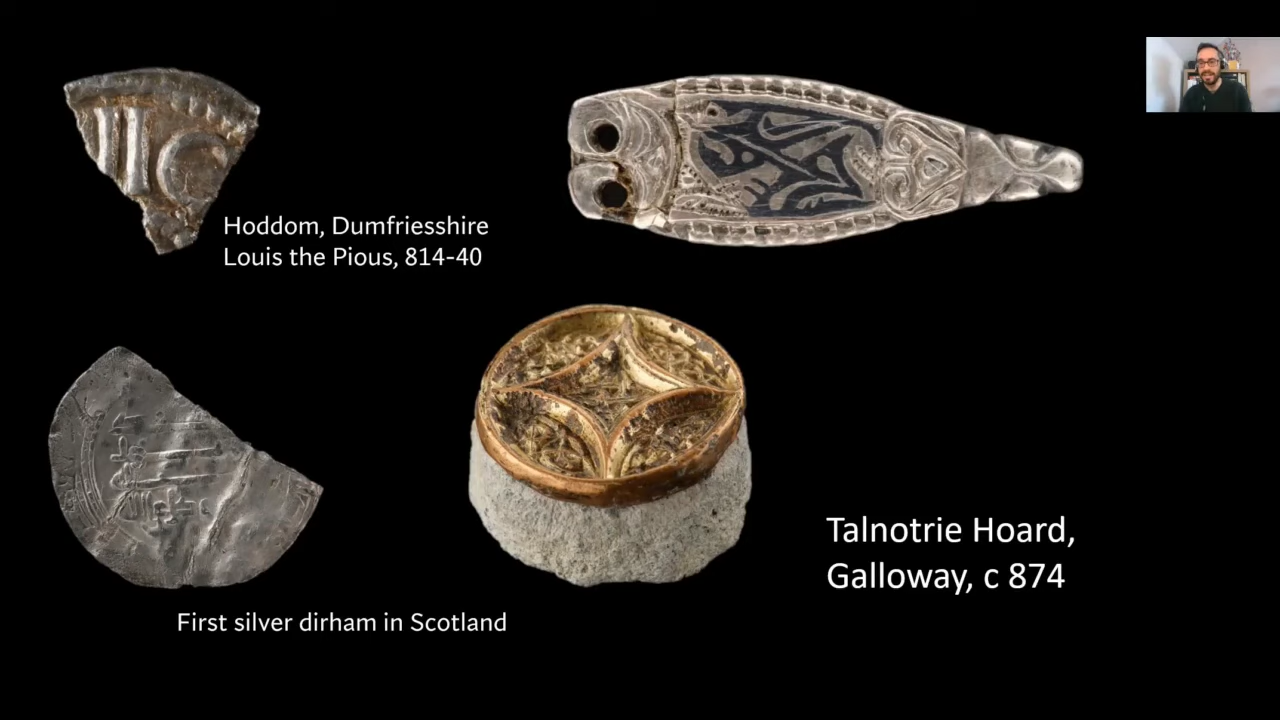 Hoddom, Dumfriesshire
Louis the Pious, 814-40
Talnotrie Hoard,
Galloway, c 874
First silver dirham in Scotland